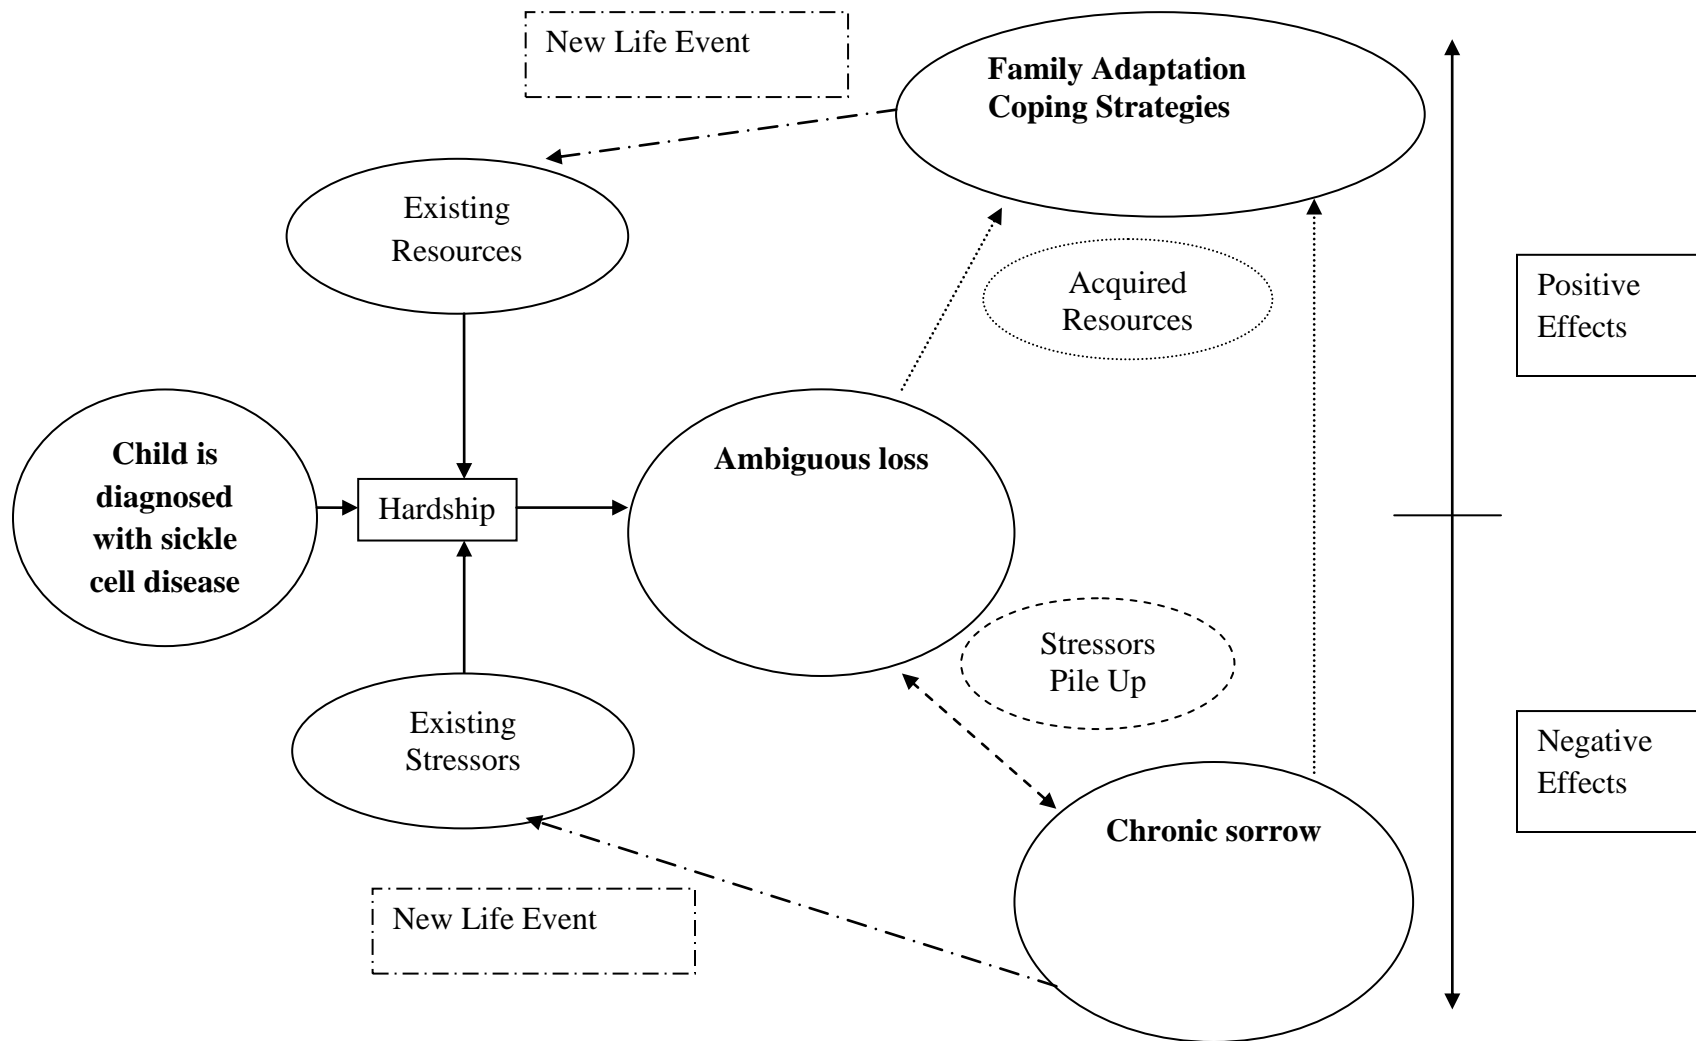 New Life Event
Family Adaptation
Coping Strategies
Existing
Resources
Acquired
Resources
Positive
Effects
Child is
diagnosed
with sickle
cell disease
Hardship
Ambiguous loss
Stressors
Pile Up
Existing
Stressors
Negative
Effects
Chronic sorrow
New Life Event